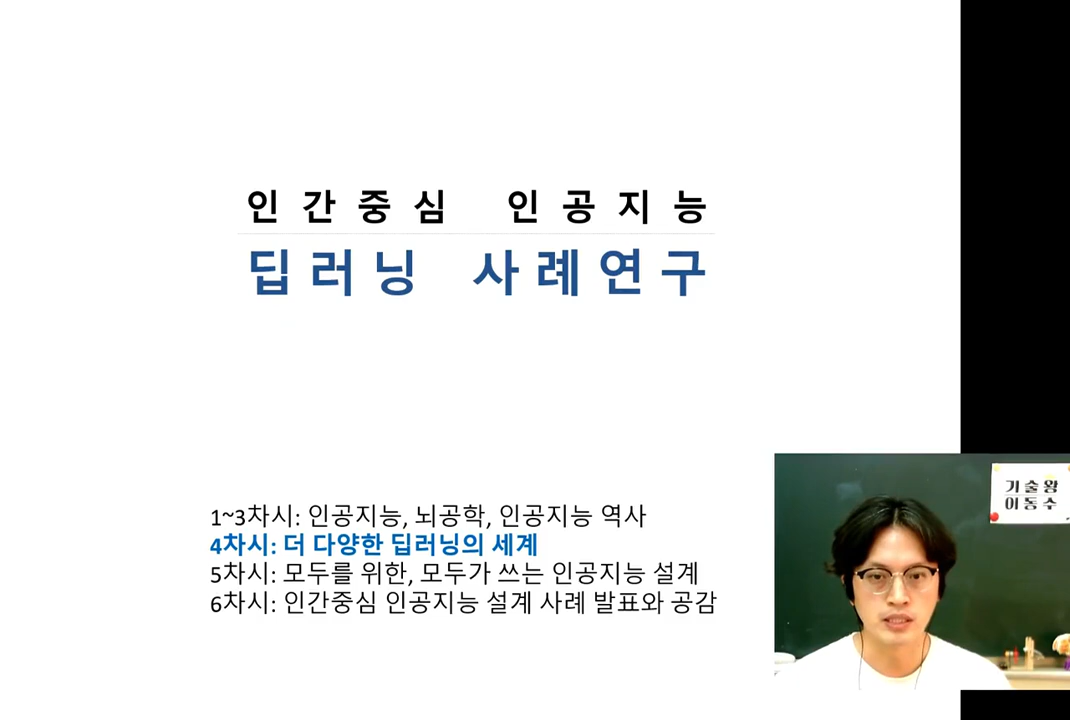 인간중심 인공지능
딥러닝 사례연구
1~3차시: 인공지능, 뇌공학, 인공지능 역사
4차시: 더 다양한 딥러닝의 세계
5차시: 모두를 위한, 모두가 쓰는 인공지능 설계
6차시: 인간중심 인공지능 설계 사례 발표와 공감
기술왕
이동수